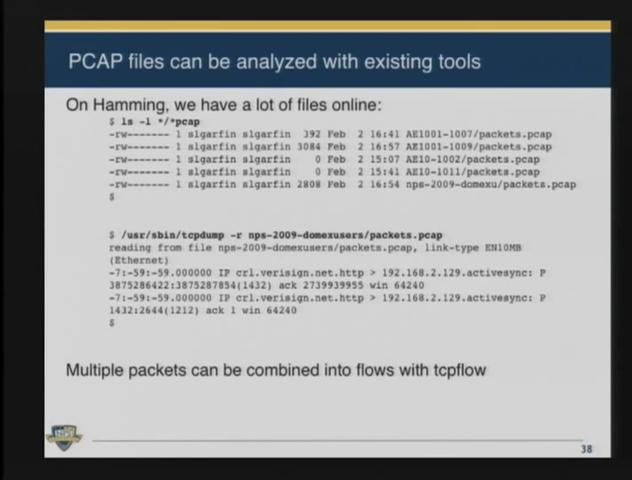 PCAP files can be analyzed with existing tools
On Hamming, we have a lot of files online:
$ ls -l */*pcap
-rw------- 1 slgarfin slgarfin 392 Feb 2 16:41 AE1001-1007/packets.pcap
-rw------- 1 slgarfin slgarfin 3084 Feb 2 16:57 AE1001-1009/packets.pcap
-rw------- 1 slgarfin slgarfin 0 Feb 2 15:07 AE10-1002/packets.pcap
-rw------- 1 slgarfin slgarfin 0 Feb 2 15:41 AE10-1011/packets.pcap
-rw------- 1 slgarfin slgarfin 2808 Feb 2 16:54 nps-2009-domexu/packets.pcap
$
$ /usr/sbin/tcpdump -r nps-2009-domexusers/packets.pcap
reading from file nps-2009-domexusers/packets.pcap, link-type EN10MB
(Ethernet)
-7:-59:-59.000000 IP crl.verisign.net.http > 192.168.2.129.activesync: P
3875286422:3875287854(1432) ack 2739939955 win 64240
-7:-59:-59.000000 IP crl.verisign.net.http > 192.168.2.129.activesync: P
1432:2644(1212) ack 1 win 64240
$
Multiple packets can be combined into flows with tcpflow
38